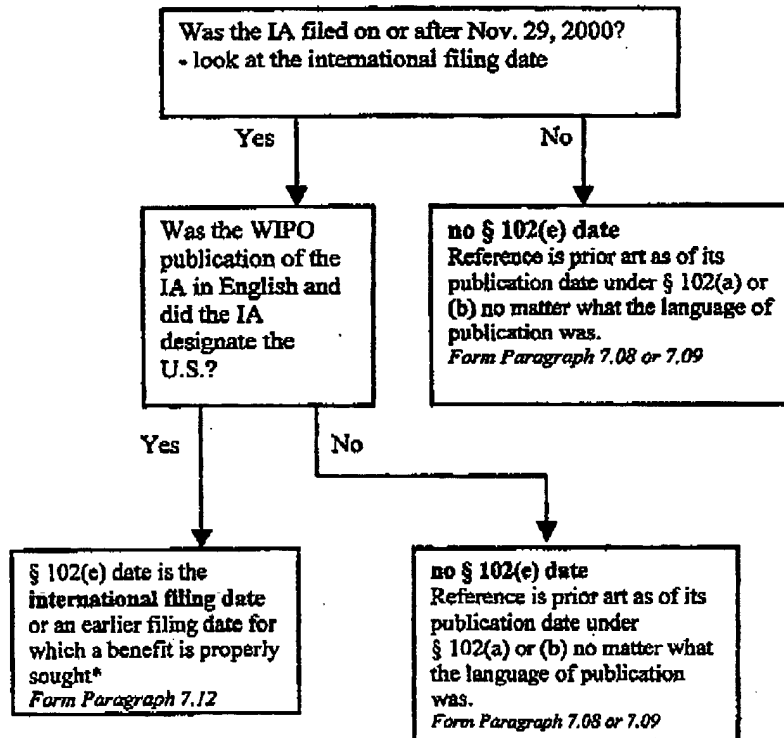 Was the IA filed on or after Nov. 29, 2000?
- look at the international filing date
Yes
No
Was the WIPO
publication of the
IA in English and
did the IA
designate the
U.S.?
no § 102(e) date
Reference is prior art as of its
publication date under § 102(a) or
(b) no matter what the language of
publication was.
Form Paragraph 7.08 or 7.09
Yes
No
§ 102(e) date is the
international filing date
or an earlier filing date for
which a benefit is properly
sought*
Form Paragraph 7.12
no § 102(e) date
Reference is prior art as of its
publication date under
§ 102(a) or (b) no matter what
the language of publication
was.
Form Paragraph 7.08 or 7.09